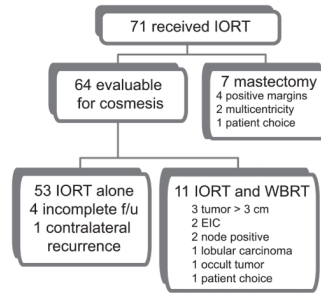 71 received IORT
64 evaluable
for cosmesis
7 mastectomy
4 positive margins
2 multicentricity
1 patient choice
53 IORT alone
4 incomplete f/u
1 contralateral
recurrence
11 IORT and WBRT
3 tumor > 3 cm
2 EIC
2 node positive
1 lobular carcinoma
1 occult tumor
1 patient choice